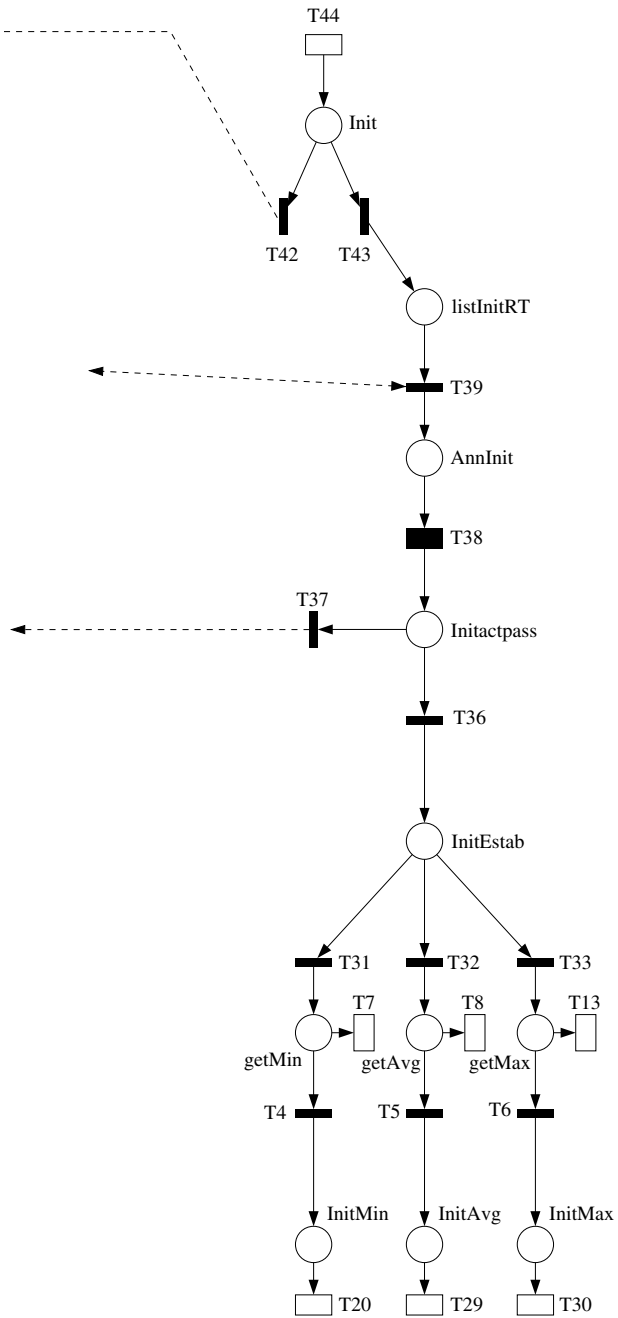 T44
Init
T42 T43
listInitRT
T39
AnnInit
T38
T37
Initactpass
T36
InitEstab
T31 T32 T33
T7 T8 T13
getMin getAvg getMax
T4 T5 T6
InitMin InitAvg InitMax
T20 T29 T30